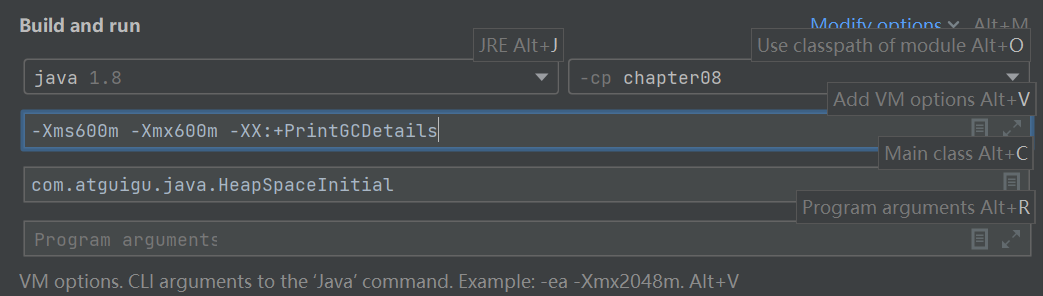 Build and run
Modify options Alt+M
JRE Alt+J
Use classpath of module Alt+O
java 1.8
-cp chapter08
Add VM options Alt+V
-Xms600m -Xmx600m -XX:+PrintGCDetails
Main class Alt+C
com.atguigu.java.HeapSpaceInitial
Program arguments Alt+R
Program arguments
VM options. CLI arguments to the ‘Java’ command. Example: -ea -Xmx2048m. Alt+V